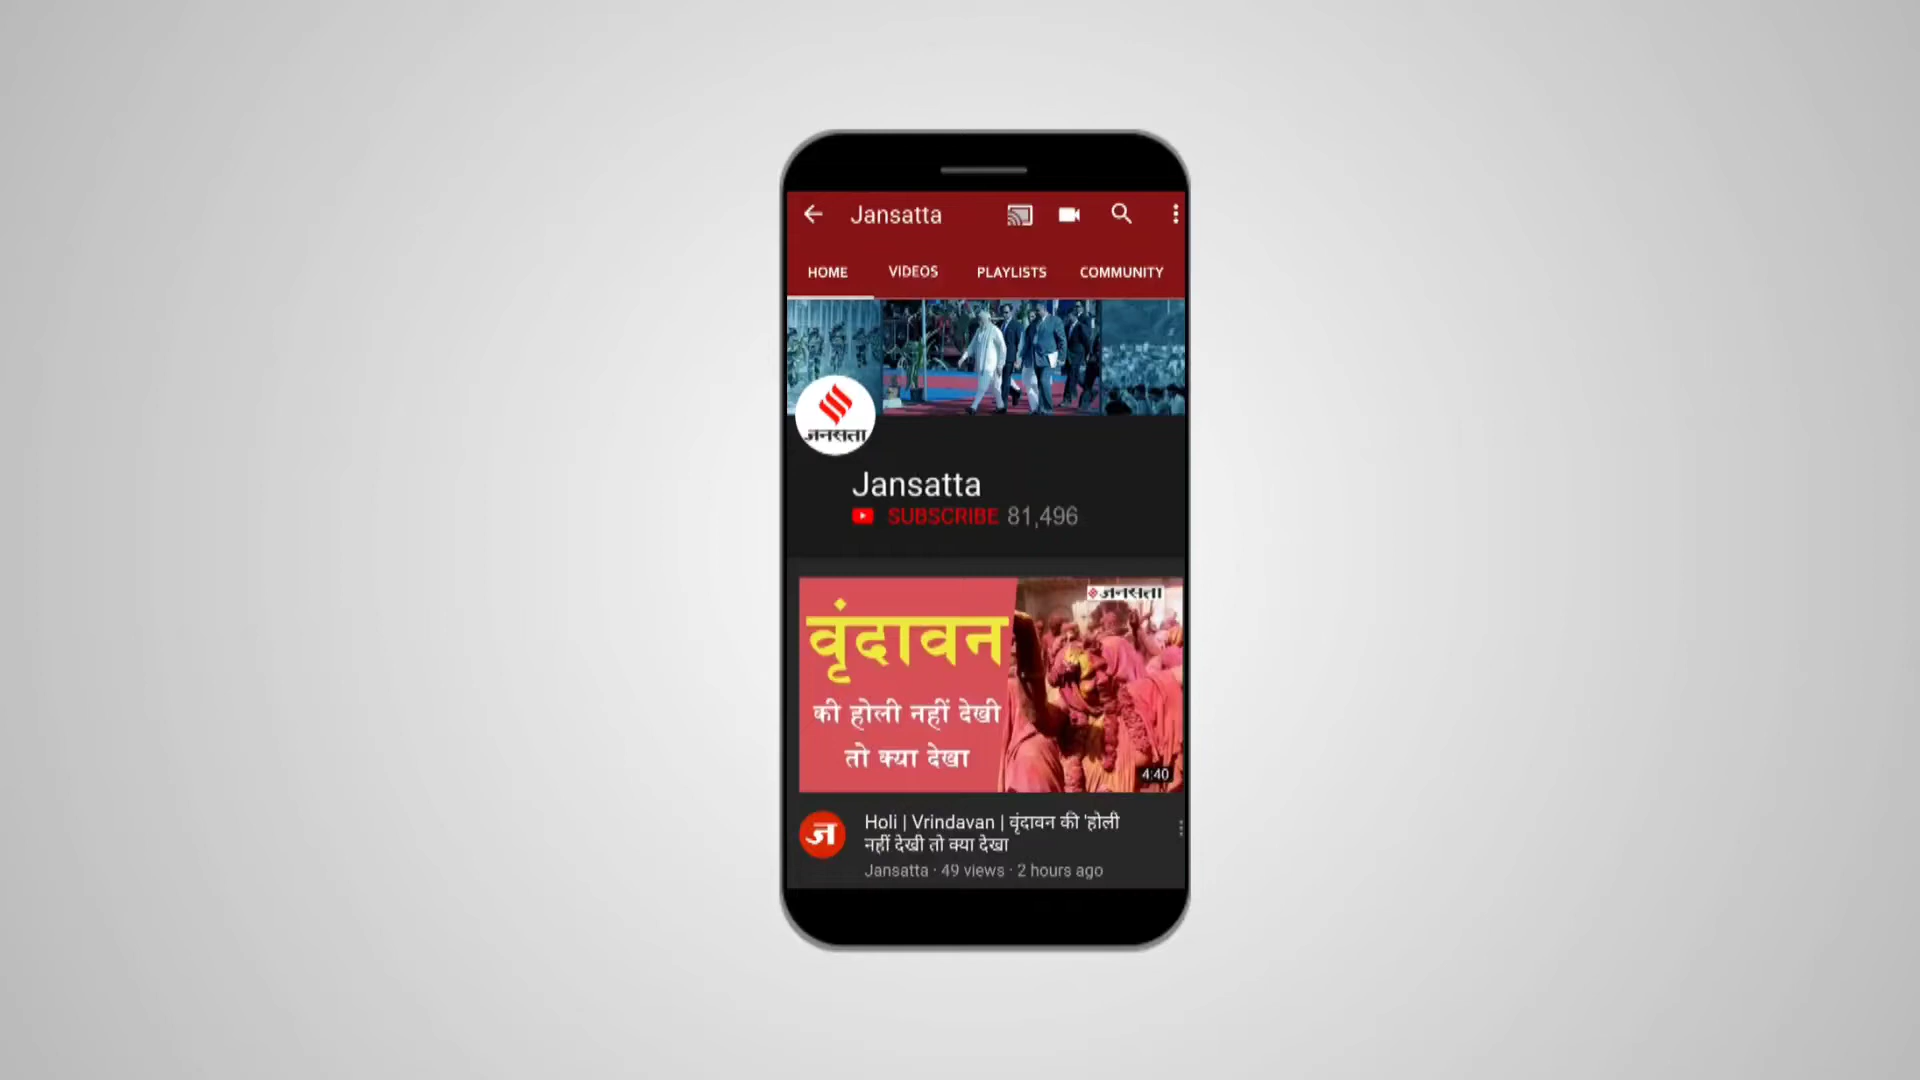 Jansatta
HOME VIDEOS PLAYLISTS COMMUNITY
जनसत्ता
Jansatta
SUBSCRIBE 81,496
जनसत्ता
वृंदावन
की होली नहीं देखी
तो क्या देखा
4:40
ज
Holi | Vrindavan | वृंदावन की 'होली
नहीं देखी तो क्या देखा
Jansatta · 49 views · 2 hours ago